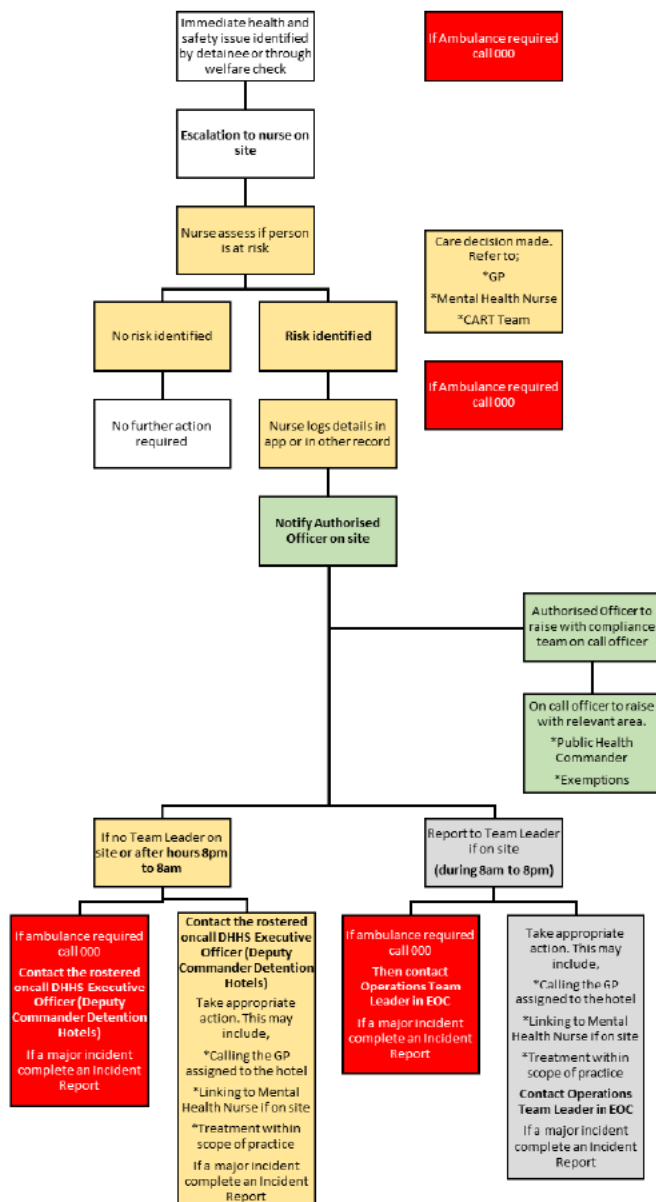 Immediate health and
safety issue identified
by detainee or through
welfare check
If Ambulance required
call 000
Escalation to nurse on
site
Nurse assess if person
is at risk
Care decision made.
Refer to;
*GP
*Mental Health Nurse
*CART Team
No risk identified
Risk identified
If Ambulance required
call 000
No further action
required
Nurse logs details in
app or in other record
Notify Authorised
Officer on site
Authorised Officer to
raise with compliance
team on call officer
On call officer to raise
with relevant area.
*Public Health
Commander
*Exemptions
If no Team Leader on
site or after hours 8pm
to 8am
Report to Team Leader
if on site
(during 8am to 8pm)
If ambulance required
call 000
Contact the rostered
oncall DHHS Executive
Officer (Deputy
Commander Detention
Hotels)
If a major incident
complete an Incident
Report
Contact the rostered
oncall DHHS Executive
Officer (Deputy
Commander Detention
Hotels)
Take appropriate
action. This may
include,
*Calling the GP
assigned to the hotel
*Linking to Mental
Health Nurse if on site
*Treatment within
scope of practice
If a major incident
complete an Incident
Report
If ambulance required
call 000
Then contact
Operations Team
Leader in EOC
If a major incident
complete an Incident
Report
Take appropriate
action. This may
include,
*Calling the GP
assigned to the hotel
*Linking to Mental
Health Nurse if on site
*Treatment within
scope of practice
Contact Operations
Team Leader in EOC
If a major incident
complete an Incident
Report